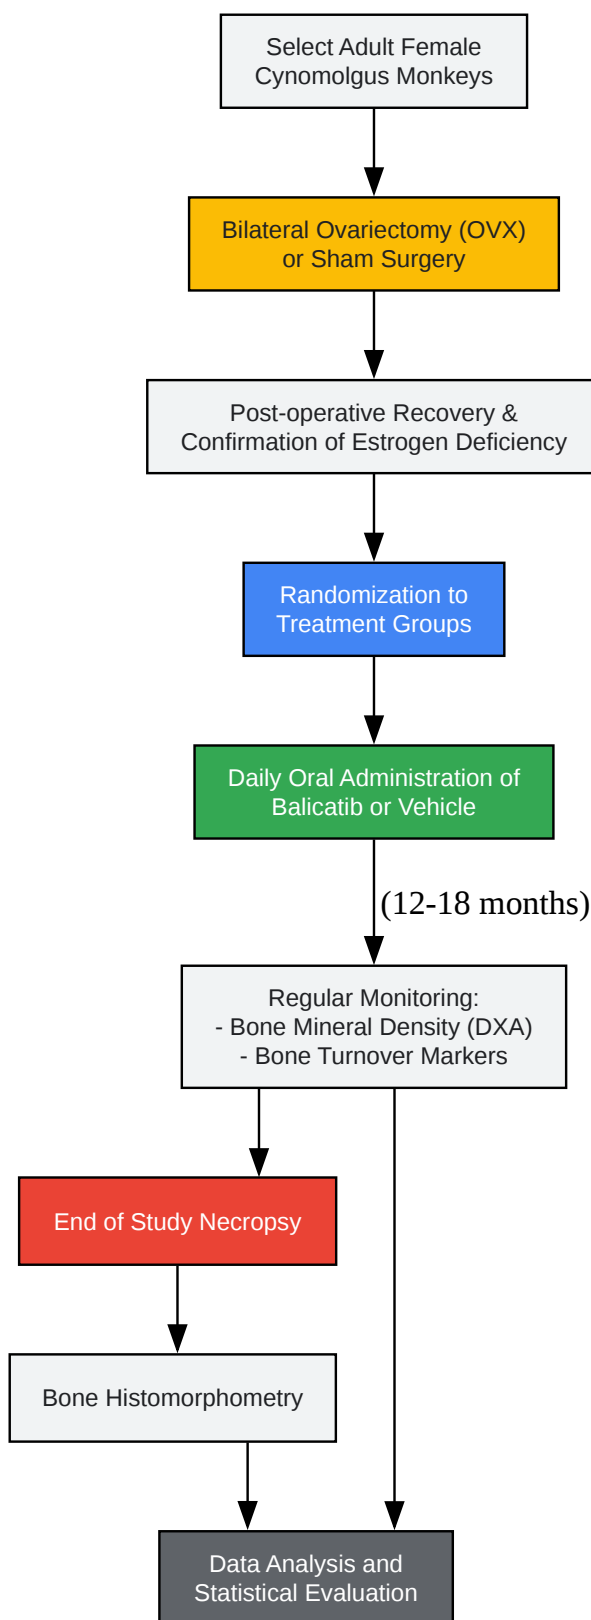 Select Adult Female
Cynomolgus Monkeys
Bilateral Ovariectomy (OVX)
or Sham Surgery
Post-operative Recovery &
Confirmation of Estrogen Deficiency
Randomization to
Treatment Groups
Daily Oral Administration of
Balicatib or Vehicle
(12-18 months)
Regular Monitoring:
- Bone Mineral Density (DXA)
- Bone Turnover Markers
End of Study Necropsy
Bone Histomorphometry
Data Analysis and
Statistical Evaluation